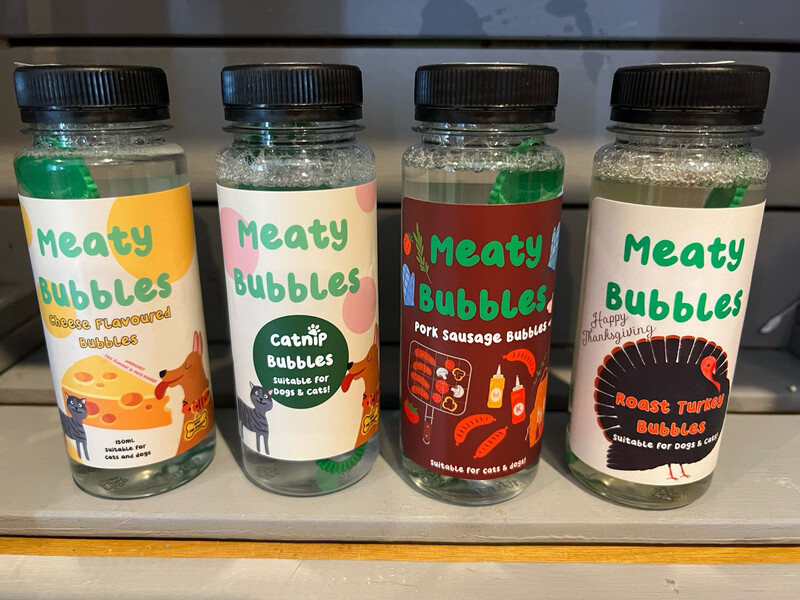 Meaty
Bubbles
Cheese Flavoured
Bubbles
WARNING!!
150ml
suitable for
cats and dogs
Meaty
Bubbles
Catnip
Bubbles
Suitable for
Dogs & Cats!
Meaty
Bubbles
Pork Sausage Bubbles
M
K
suitable for cats & dogs!
Meaty
Bubbles
Happy
Thanksgiving
Roast Turkey
Bubbles
Suitable for Dogs & Cats!